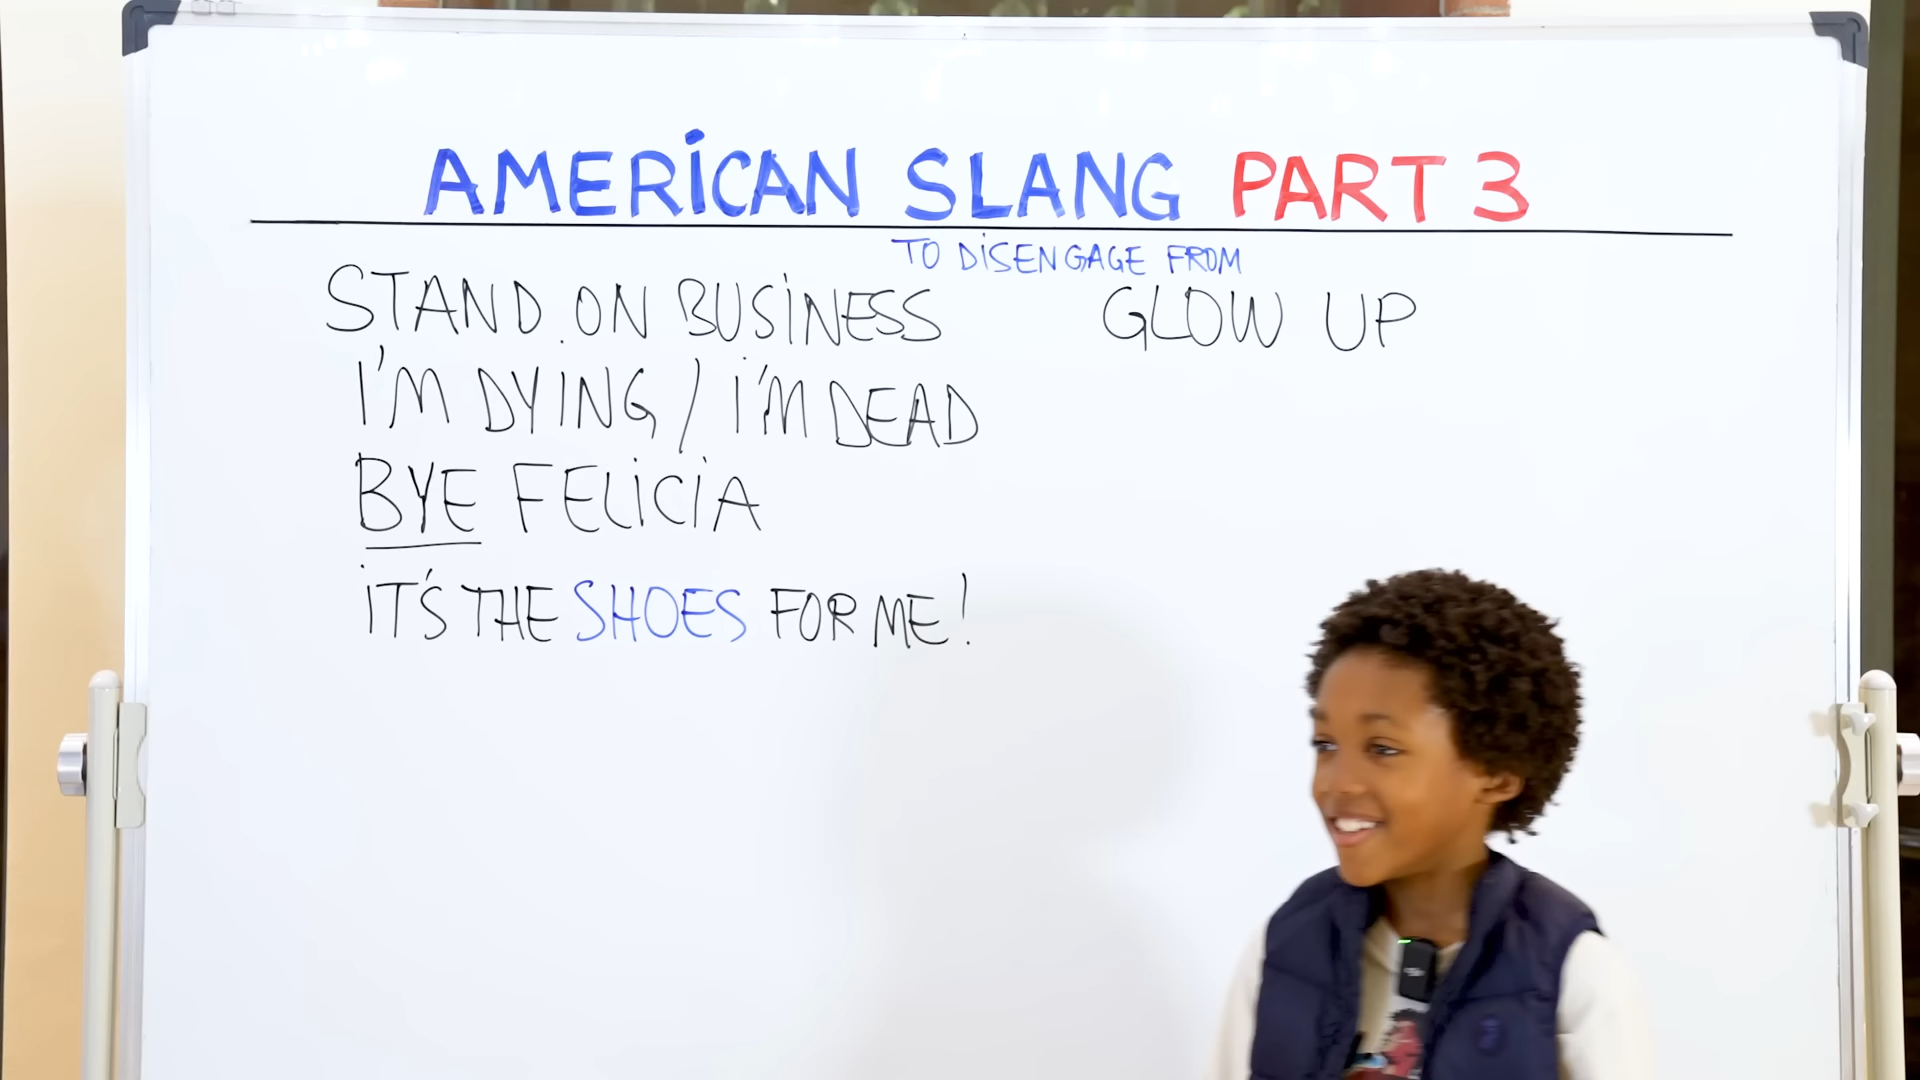 AMERICAN SLANG PART 3
TO DISENGAGE FROM
STAND ON BUSINESS
I'M DYING / I'M DEAD
BYE FELICIA
IT'S THE SHOES FOR ME!
GLOW UP